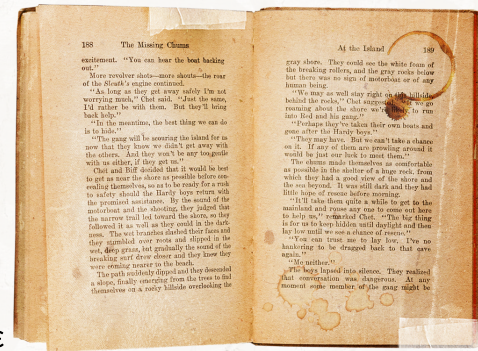 188 The Missing Chums
excitement. "You can hear the boat backing
out."
More revolver shots—more shouts—the roar
of the Sleuth's engine continued.
"As long as they get away safely I'm not
worrying much," Chet said. "Just the same,
I'd rather be with them. But they'll bring
back help."
"In the meantime, the best thing we can do
is to hide."
"The gang will be scouring the island for us
now that they know we didn't get away with
the others. And they won't be any too gentle
with us, either, if they get us."
Chet and Biff decided that it would be best
to get as near the shore as possible before con-
cealing themselves, so as to be ready for a rush
to safety should the Hardy boys return with
the promised assistance. By the sound of the
motorboat and the shooting, they judged that
the narrow trail led toward the shore, so they
followed it as well as they could in the dark-
ness. The wet branches slashed their faces and
they stumbled over roots and slipped in the
wet, deep grass, but gradually the sound of the
breaking surf drew closer and they knew they
were coming nearer to the beach.
The path suddenly dipped and they descended
a slope, finally emerging from the trees to find
themselves on a rocky hillside overlooking the
At the Island 189
gray shore. They could see the white foam of
the breaking rollers, and the gray rocks below
but there was no sign of motorboat or of any
human being.
"We may as well stay right on this hillside
behind the rocks," Chet suggested. we go
roaming about the shore we're likely to run
into Red and his gang."
"Perhaps they've taken their own boats and
gone after the Hardy boys."
"They may have. But we can't take a chance
on it. If any of them are prowling around it
would be just our luck to meet them."
The chums made themselves as comfortable
as possible in the shelter of a huge rock, from
which they had a good view of the shore and
the sea beyond. It was still dark and they had
little hope of rescue before morning.
"It'll take them quite a while to get to the
mainland and rouse any one to come out here
to help us," remarked Chet. "The big thing
is for us to keep hidden until daylight and then
lay low until we see a chance of rescue."
"You can trust me to lay low. I've no
hankering to be dragged back to that cave
again."
"Me neither."
The boys lapsed into silence. They realized
that conversation was dangerous. At any
moment some member of the gang might be